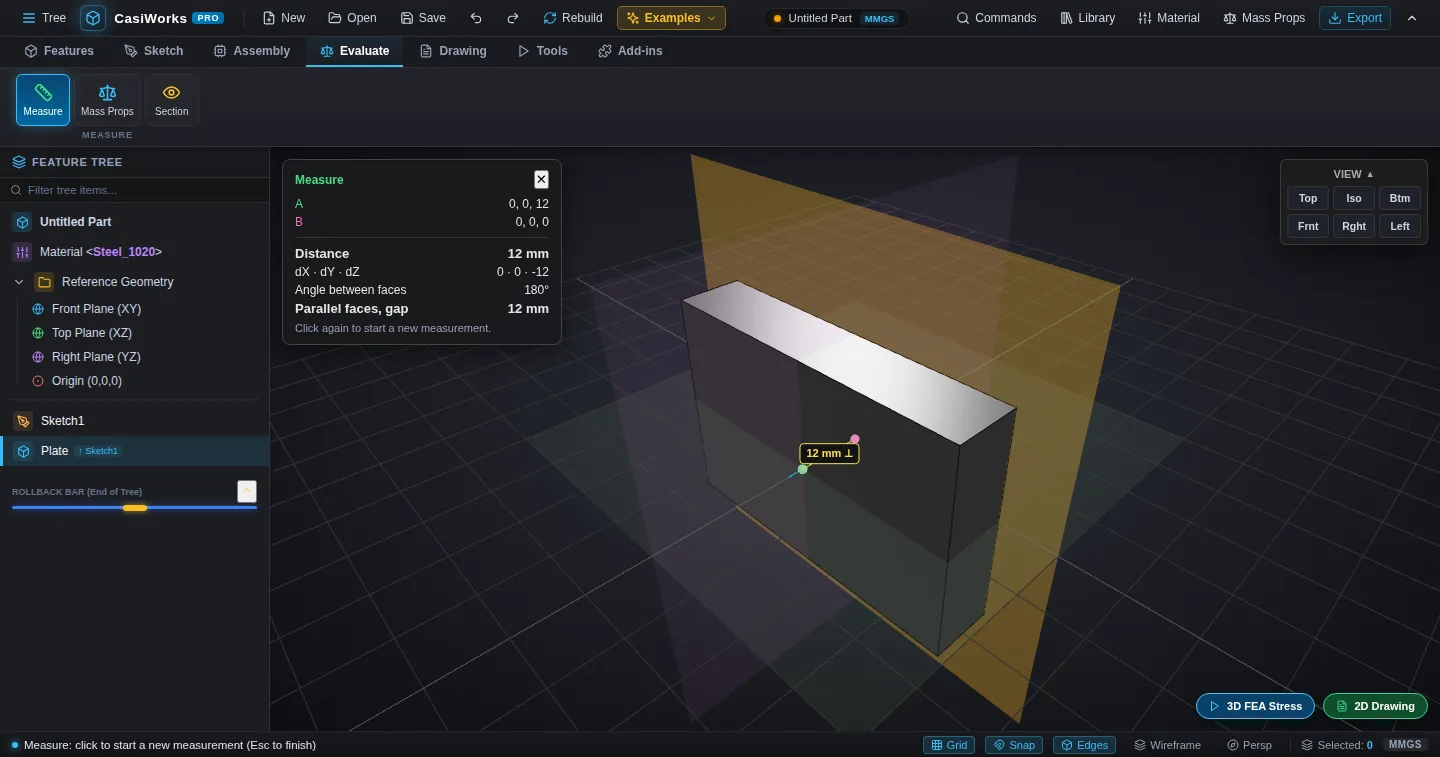 Tree CasiWorks PRO New Open Save Rebuild Examples Untitled Part MMGS Commands Library Material Mass Props Export
Features Sketch Assembly Evaluate Drawing Tools Add-ins
Measure Mass Props Section
MEASURE
FEATURE TREE
Filter tree items...
Untitled Part
Material <Steel_1020>
Reference Geometry
Front Plane (XY)
Top Plane (XZ)
Right Plane (YZ)
Origin (0,0,0)
Sketch1
Plate ↑ Sketch1
ROLLBACK BAR (End of Tree)
Measure ✕
A 0, 0, 12
B 0, 0, 0
Distance 12 mm
dX · dY · dZ 0 · 0 · -12
Angle between faces 180°
Parallel faces, gap 12 mm
Click again to start a new measurement.
12 mm ⊥
VIEW ▲
Top Iso Btm
Frnt Rght Left
3D FEA Stress 2D Drawing
Measure: click to start a new measurement (Esc to finish) Grid Snap Edges Wireframe Persp Selected: 0 MMGS